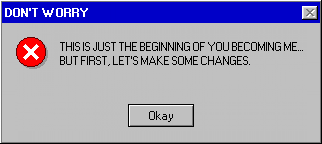 DON'T WORRY
THIS IS JUST THE BEGINNING OF YOU BECOMING ME...
BUT FIRST, LET'S MAKE SOME CHANGES.
Okay